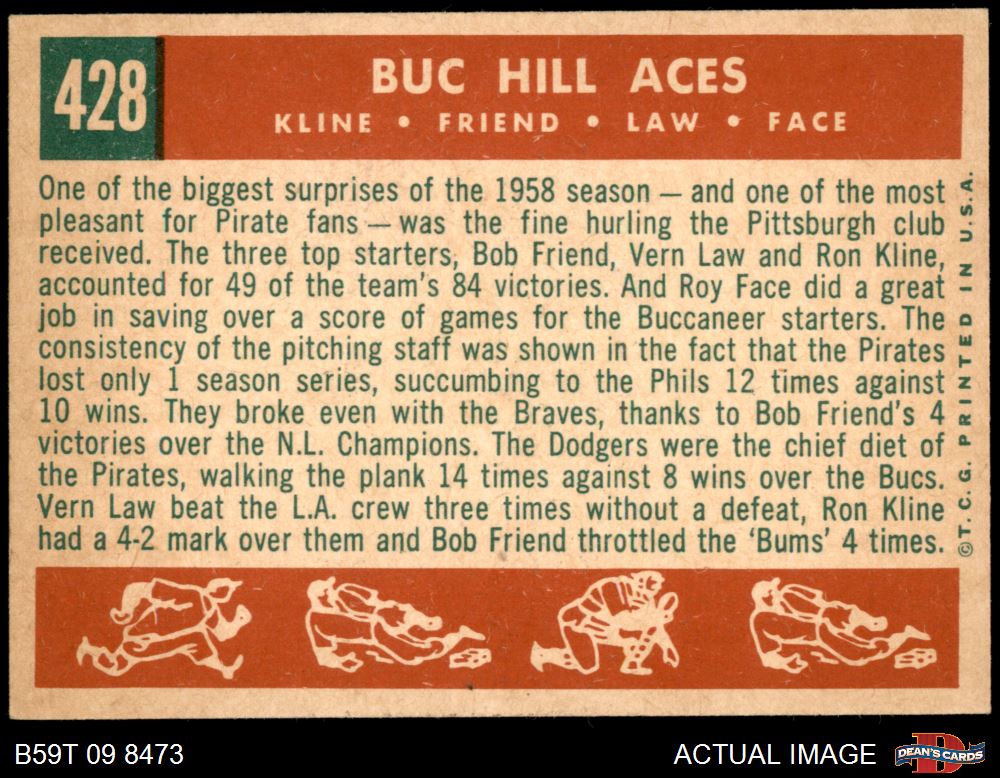 428
BUC HILL ACES
KLINE • FRIEND • LAW • FACE
One of the biggest surprises of the 1958 season — and one of the most
pleasant for Pirate fans — was the fine hurling the Pittsburgh club
received. The three top starters, Bob Friend, Vern Law and Ron Kline,
accounted for 49 of the team's 84 victories. And Roy Face did a great
job in saving over a score of games for the Buccaneer starters. The
consistency of the pitching staff was shown in the fact that the Pirates
lost only 1 season series, succumbing to the Phils 12 times against
10 wins. They broke even with the Braves, thanks to Bob Friend's 4
victories over the N.L. Champions. The Dodgers were the chief diet of
the Pirates, walking the plank 14 times against 8 wins over the Bucs.
Vern Law beat the L.A. crew three times without a defeat, Ron Kline
had a 4-2 mark over them and Bob Friend throttled the 'Bums' 4 times.
©T. C. G. PRINTED IN U.S.A.
B59T 09 8473
ACTUAL IMAGE
D
DEAN'S CARDS